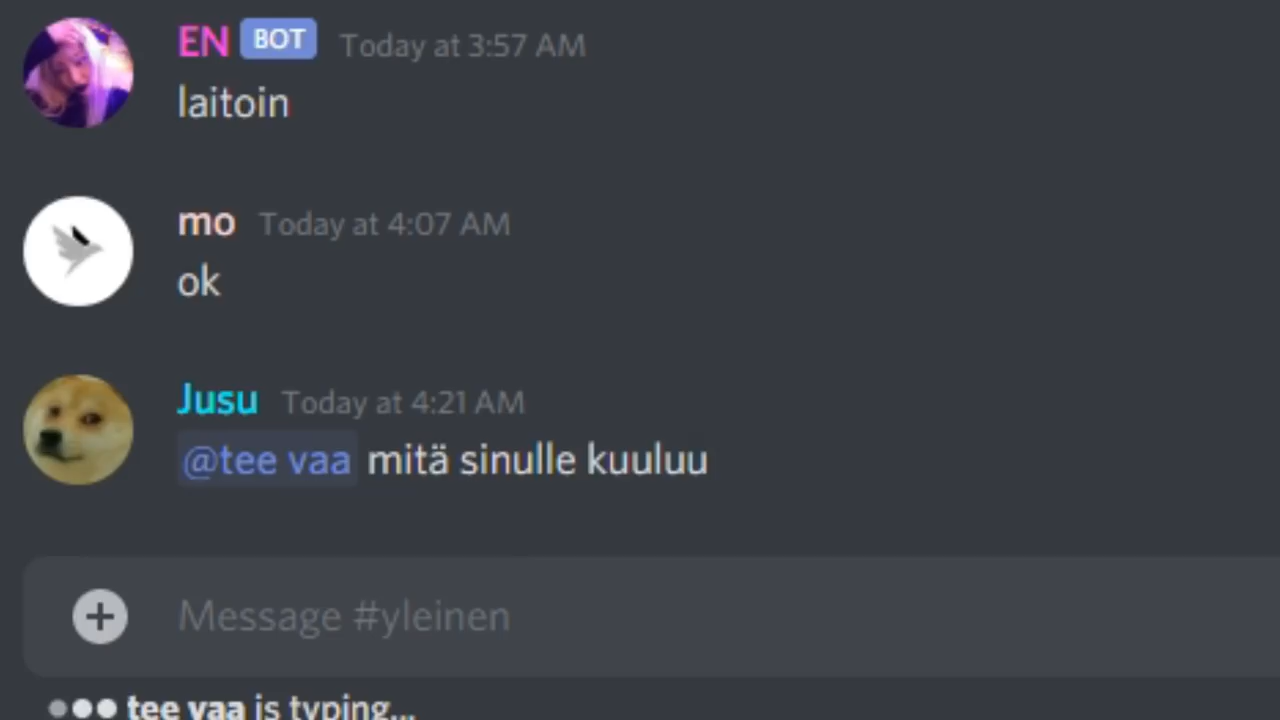 EN BOT Today at 3:57 AM
laitoin
mo Today at 4:07 AM
ok
Jusu Today at 4:21 AM
@tee vaa mitä sinulle kuuluu
Message #yleinen
tee vaa is typing...